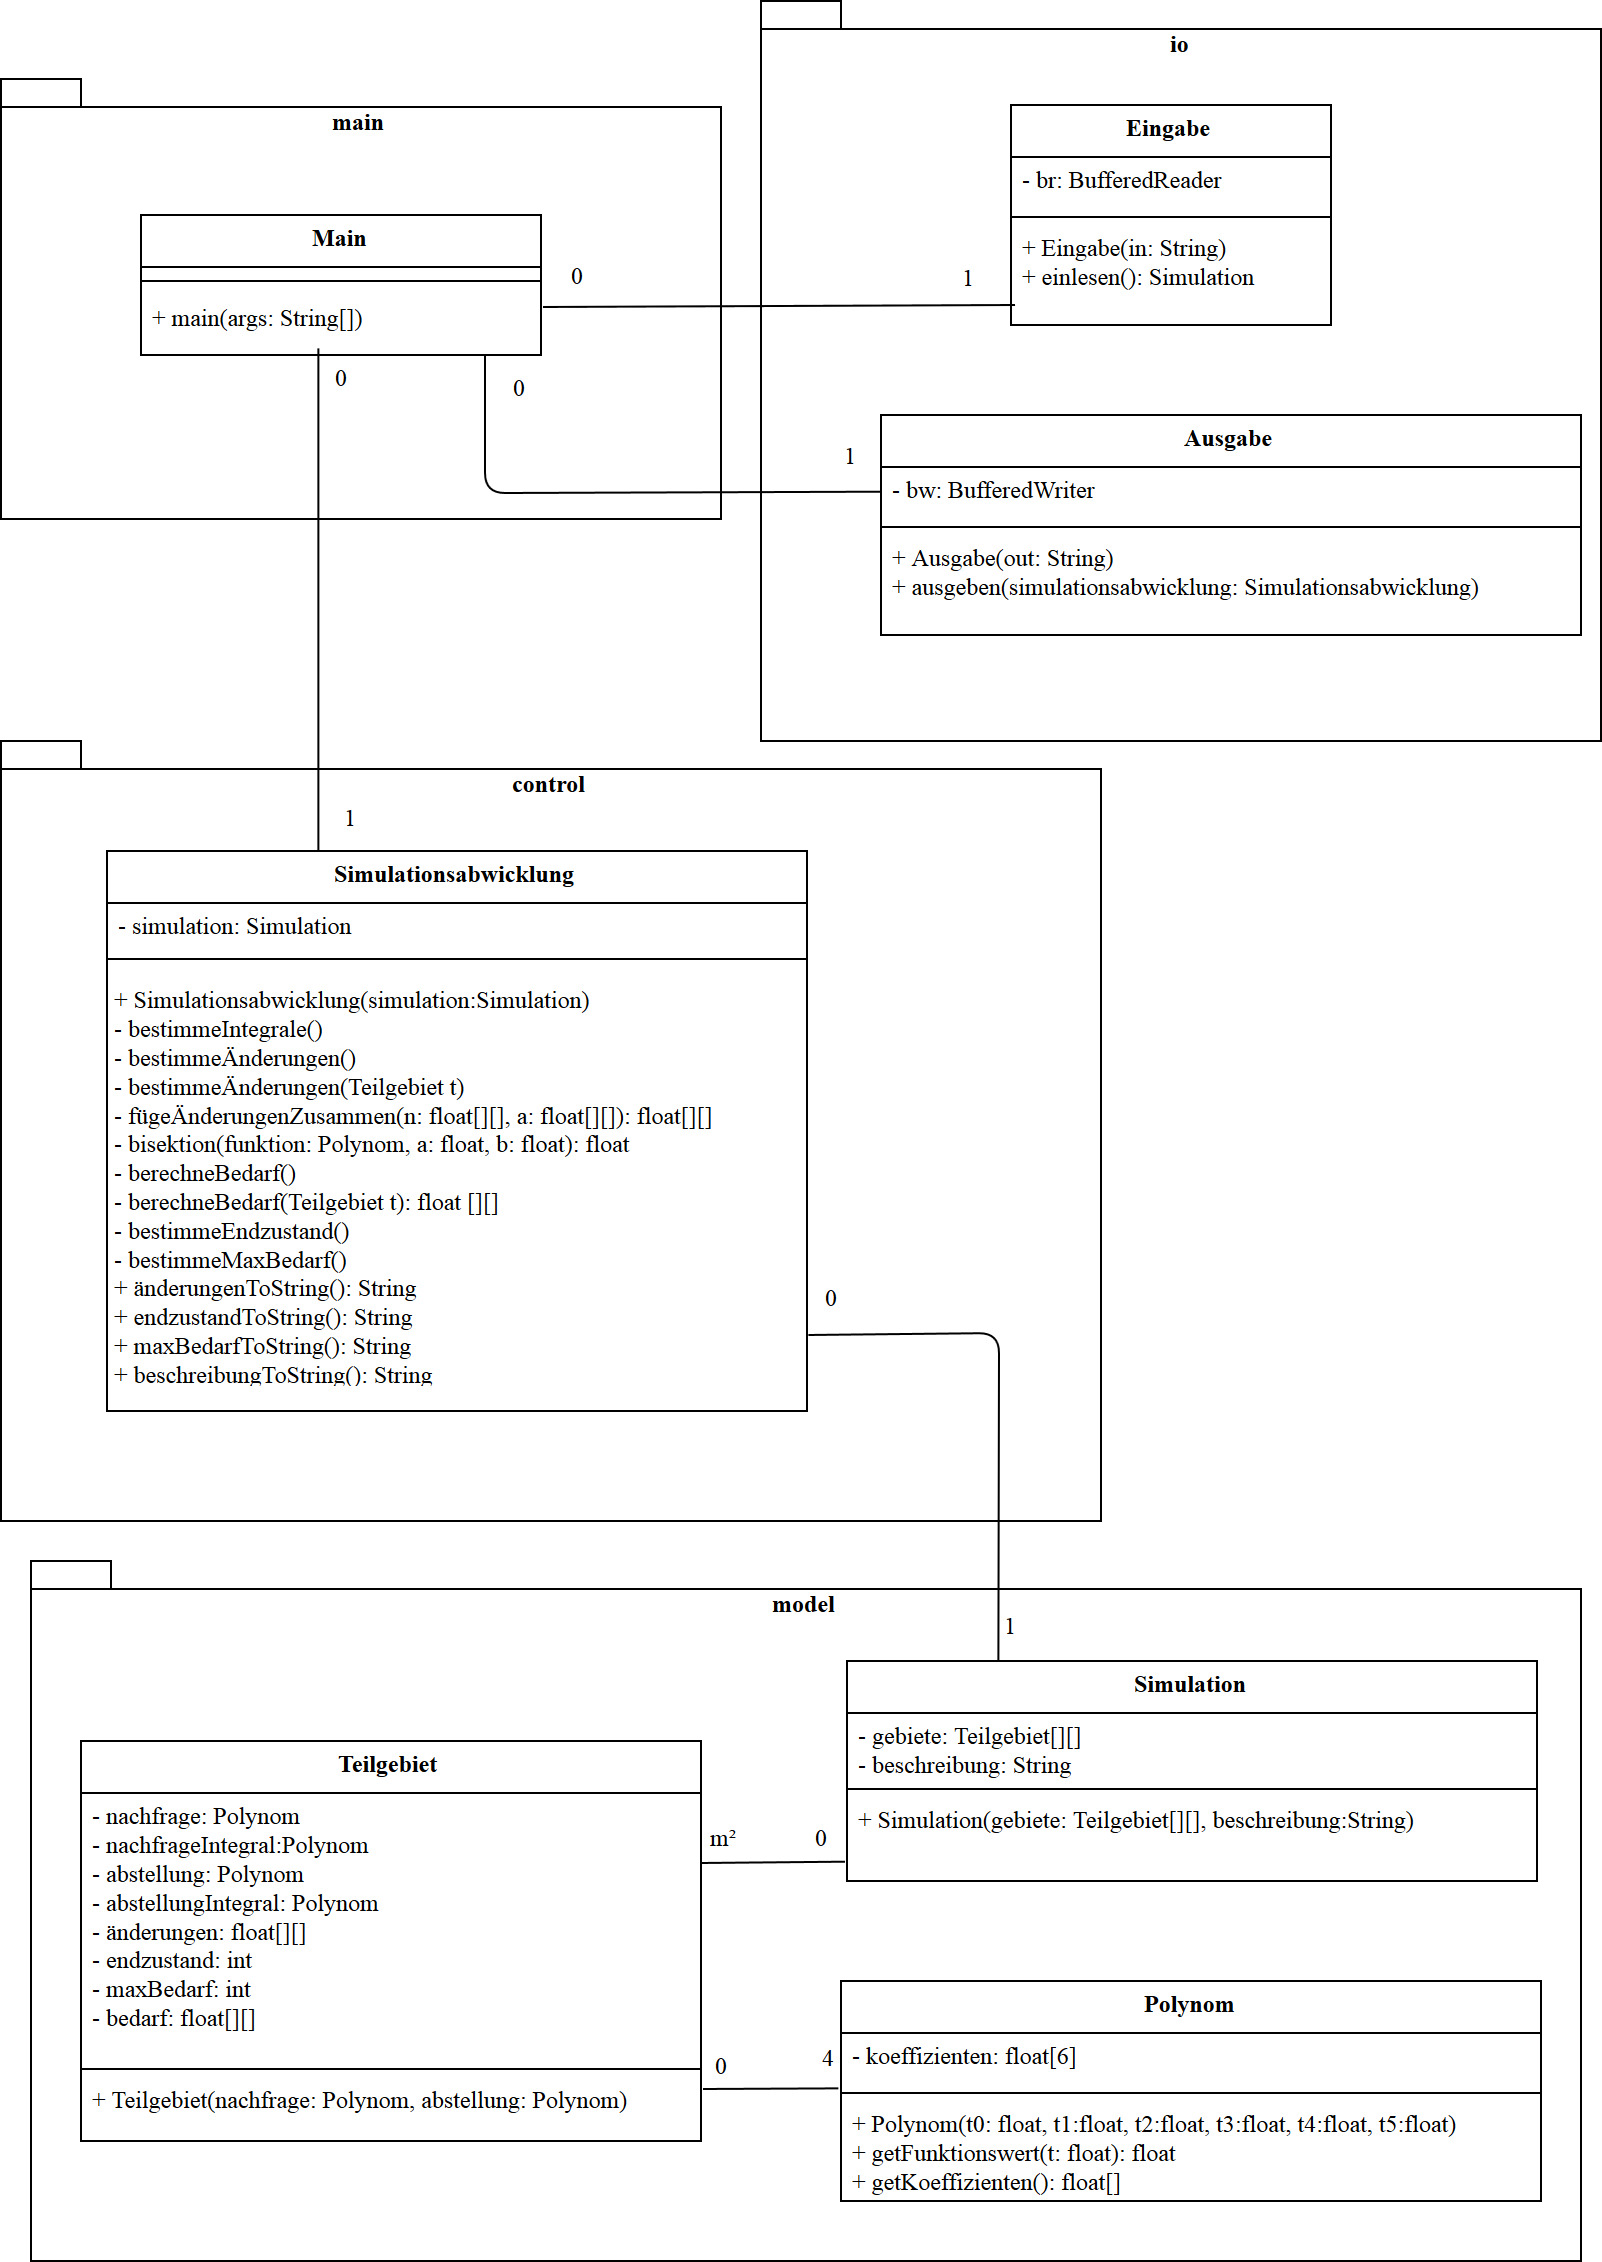 io
main
Eingabe
- br: BufferedReader
+ Eingabe(in: String)
+ einlesen(): Simulation
Main
+ main(args: String[])
0
1
0
0
1
Ausgabe
- bw: BufferedWriter
+ Ausgabe(out: String)
+ ausgeben(simulationsabwicklung: Simulationsabwicklung)
control
1
Simulationsabwicklung
- simulation: Simulation
+ Simulationsabwicklung(simulation:Simulation)
- bestimmeIntegrale()
- bestimmeÄnderungen()
- bestimmeÄnderungen(Teilgebiet t)
- fügeÄnderungenZusammen(n: float[][], a: float[][]): float[][]
- bisektion(funktion: Polynom, a: float, b: float): float
- berechneBedarf()
- berechneBedarf(Teilgebiet t): float [][]
- bestimmeEndzustand()
- bestimmeMaxBedarf()
+ änderungenToString(): String
+ endzustandToString(): String
+ maxBedarfToString(): String
+ beschreibungToString(): String
0
model
1
Simulation
- gebiete: Teilgebiet[][]
- beschreibung: String
+ Simulation(gebiete: Teilgebiet[][], beschreibung:String)
Teilgebiet
- nachfrage: Polynom
- nachfrageIntegral:Polynom
- abstellung: Polynom
- abstellungIntegral: Polynom
- änderungen: float[][]
- endzustand: int
- maxBedarf: int
- bedarf: float[][]
+ Teilgebiet(nachfrage: Polynom, abstellung: Polynom)
m²
0
0
4
Polynom
- koeffizienten: float[6]
+ Polynom(t0: float, t1:float, t2:float, t3:float, t4:float, t5:float)
+ getFunktionswert(t: float): float
+ getKoeffizienten(): float[]